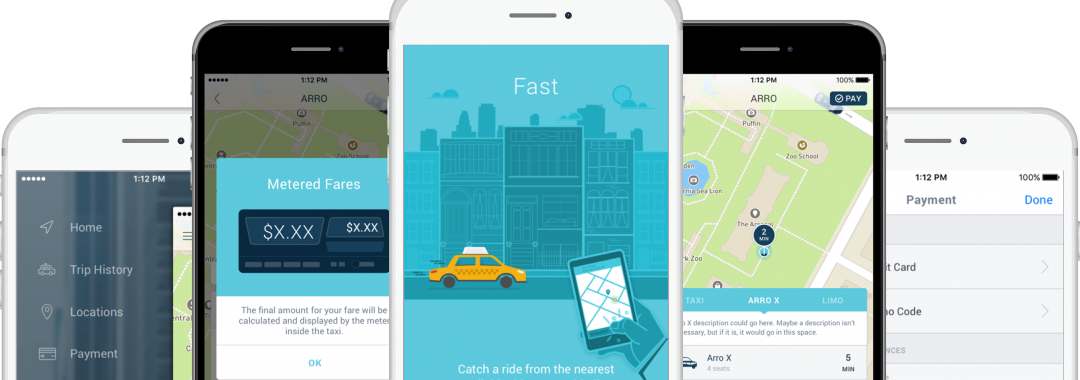 1:12 PM
Home
Trip History
Locations
Payment
1:12 PM
ARRO
Puffin
Zoo School
Metered Fares
$X.XX
$X.XX
The final amount for your fare will be
calculated and displayed by the meter
inside the taxi.
OK
Fast
Catch a ride from the nearest
1:12 PM 100%
ARRO
PAY
Puffin
Zoo School
Sea Lion
The
2
MIN
Zoo
TAXI ARRO X LIMO
X description could go here. Maybe a description isn't
but if it is, it would go in this space.
Arro X
4 seats
5
MIN
1:12 PM 100%
Payment Done
Card
Code